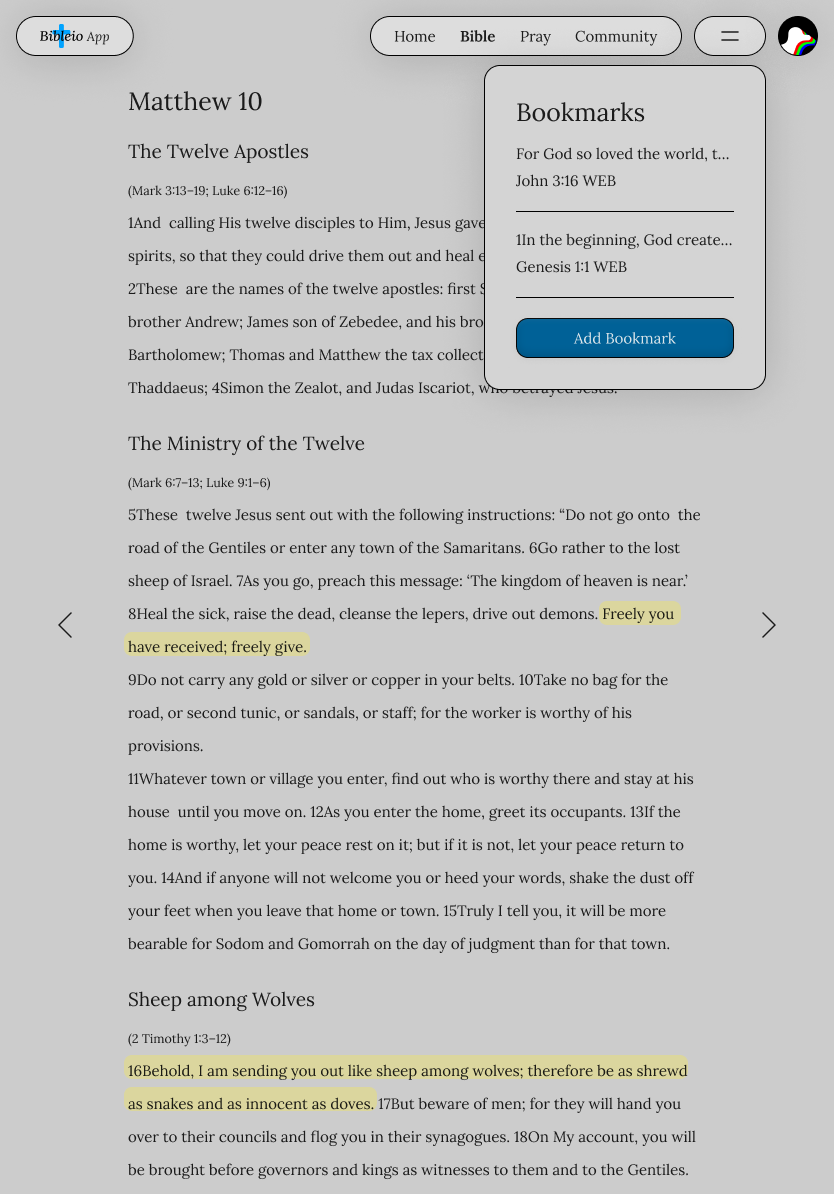 Bibleio App
Home Bible Pray Community
Bookmarks
For God so loved the world, t...
John 3:16 WEB
1In the beginning, God create...
Genesis 1:1 WEB
Add Bookmark
Matthew 10
The Twelve Apostles
(Mark 3:13–19; Luke 6:12–16)
1And calling His twelve disciples to Him, Jesus gave
spirits, so that they could drive them out and heal
2These are the names of the twelve apostles: first
brother Andrew; James son of Zebedee, and his
Bartholomew; Thomas and Matthew the tax
Thaddaeus; 4Simon the Zealot, and Judas Iscariot, who betrayed Jesus.
The Ministry of the Twelve
(Mark 6:7–13; Luke 9:1–6)
5These twelve Jesus sent out with the following instructions: “Do not go onto the
road of the Gentiles or enter any town of the Samaritans. 6Go rather to the lost
sheep of Israel. 7As you go, preach this message: ‘The kingdom of heaven is near.’
8Heal the sick, raise the dead, cleanse the lepers, drive out demons. Freely you
have received; freely give.
9Do not carry any gold or silver or copper in your belts. 10Take no bag for the
road, or second tunic, or sandals, or staff; for the worker is worthy of his
provisions.
11Whatever town or village you enter, find out who is worthy there and stay at his
house until you move on. 12As you enter the home, greet its occupants. 13If the
home is worthy, let your peace rest on it; but if it is not, let your peace return to
you. 14And if anyone will not welcome you or heed your words, shake the dust off
your feet when you leave that home or town. 15Truly I tell you, it will be more
bearable for Sodom and Gomorrah on the day of judgment than for that town.
Sheep among Wolves
(2 Timothy 1:3–12)
16Behold, I am sending you out like sheep among wolves; therefore be as shrewd
as snakes and as innocent as doves. 17But beware of men; for they will hand you
over to their councils and flog you in their synagogues. 18On My account, you will
be brought before governors and kings as witnesses to them and to the Gentiles.